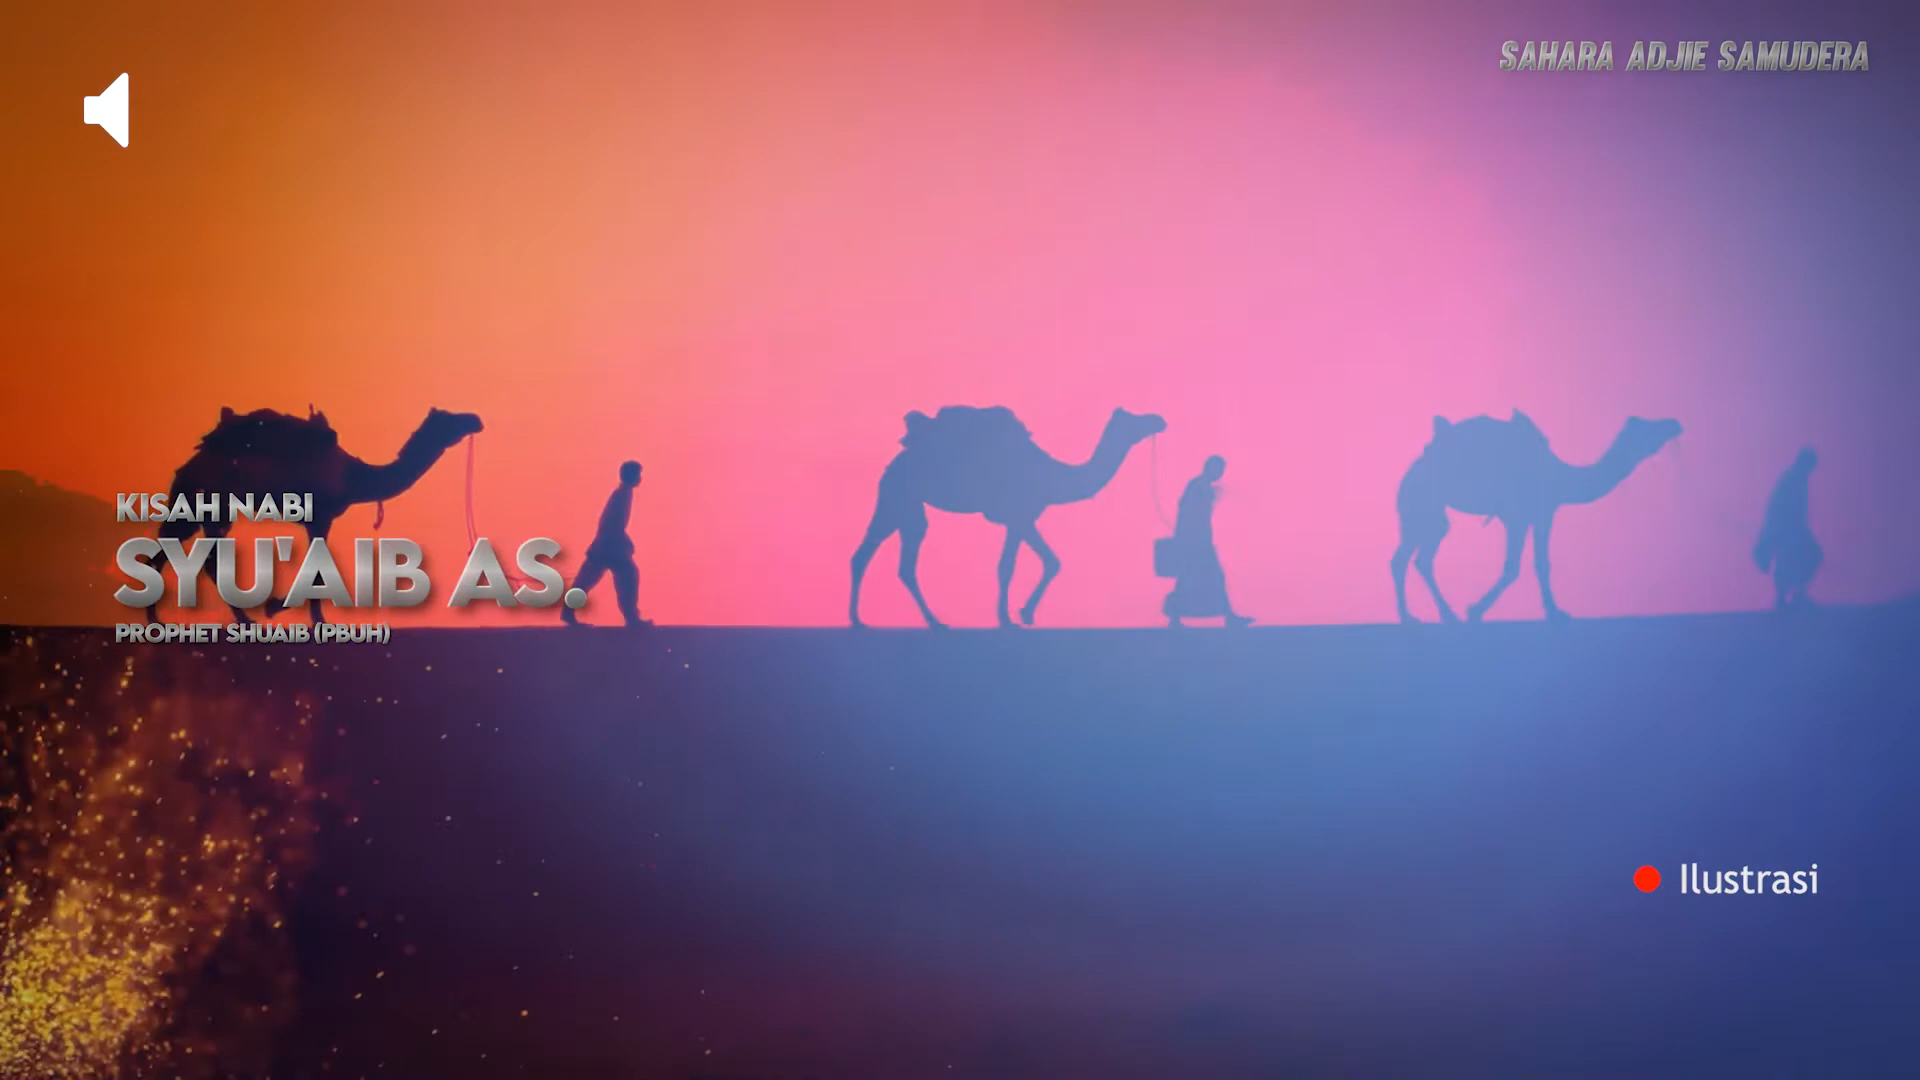 SAHARA ADJIE SAMUDERA
KISAH NABI
SYU'AIB AS.
PROPHET SHUAIB (PBUH)
Ilustrasi